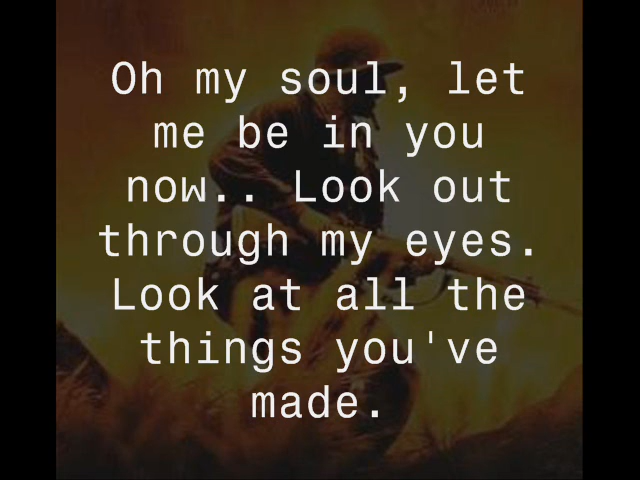 Oh my soul, let
me be in you
now.. Look out
through my eyes.
Look at all the
things you've
made.